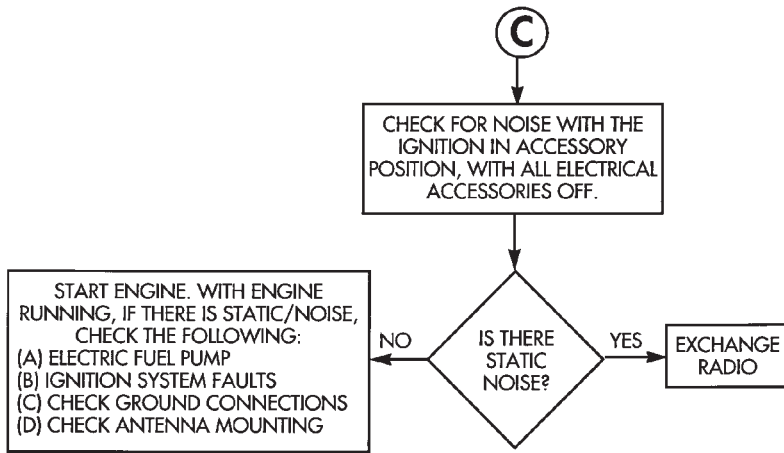 C
CHECK FOR NOISE WITH THE
IGNITION IN ACCESSORY
POSITION, WITH ALL ELECTRICAL
ACCESSORIES OFF.
START ENGINE. WITH ENGINE
RUNNING, IF THERE IS STATIC/NOISE,
CHECK THE FOLLOWING:
(A) ELECTRIC FUEL PUMP
(B) IGNITION SYSTEM FAULTS
(C) CHECK GROUND CONNECTIONS
(D) CHECK ANTENNA MOUNTING
NO
IS THERE
STATIC
NOISE?
YES
EXCHANGE
RADIO